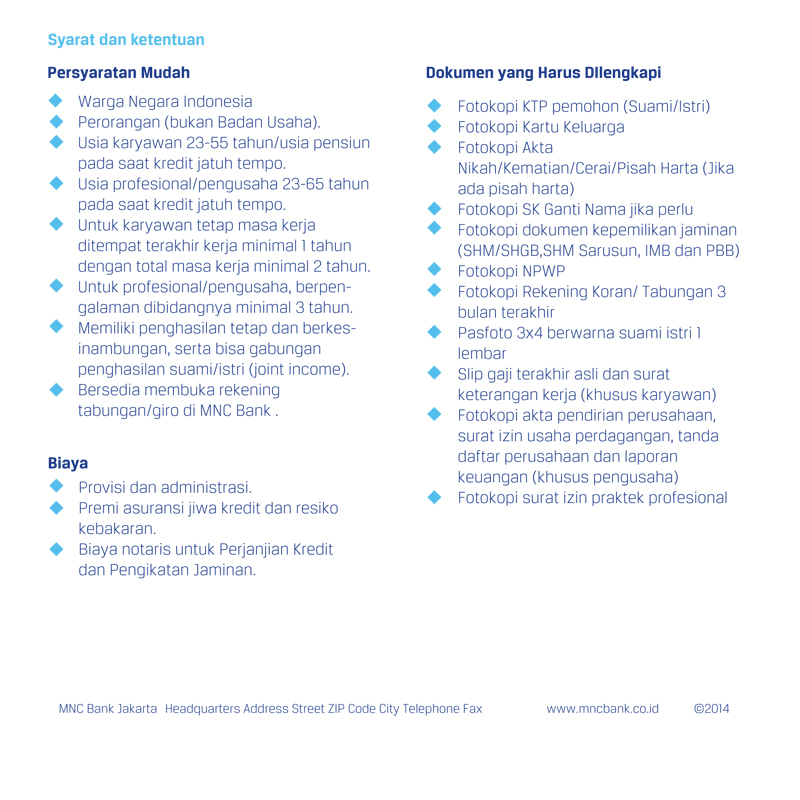 Syarat dan ketentuan
Persyaratan Mudah
Warga Negara Indonesia
Perorangan (bukan Badan Usaha).
Usia karyawan 23-55 tahun/usia pensiun
pada saat kredit jatuh tempo.
Usia profesional/pengusaha 23-65 tahun
pada saat kredit jatuh tempo.
Untuk karyawan tetap masa kerja
ditempat terakhir kerja minimal 1 tahun
dengan total masa kerja minimal 2 tahun.
Untuk profesional/pengusaha, berpen-
galaman dibidangnya minimal 3 tahun.
Memiliki penghasilan tetap dan berkes-
inambungan, serta bisa gabungan
penghasilan suami/istri (joint income).
Bersedia membuka rekening
tabungan/giro di MNC Bank .
Biaya
Provisi dan administrasi.
Premi asuransi jiwa kredit dan resiko
kebakaran.
Biaya notaris untuk Perjanjian Kredit
dan Pengikatan Jaminan.
Dokumen yang Harus DIlengkapi
Fotokopi KTP pemohon (Suami/Istri)
Fotokopi Kartu Keluarga
Fotokopi Akta
Nikah/Kematian/Cerai/Pisah Harta (Jika
ada pisah harta)
Fotokopi SK Ganti Nama jika perlu
Fotokopi dokumen kepemilikan jaminan
(SHM/SHGB,SHM Sarusun, IMB dan PBB)
Fotokopi NPWP
Fotokopi Rekening Koran/ Tabungan 3
bulan terakhir
Pasfoto 3x4 berwarna suami istri 1
lembar
Slip gaji terakhir asli dan surat
keterangan kerja (khusus karyawan)
Fotokopi akta pendirian perusahaan,
surat izin usaha perdagangan, tanda
daftar perusahaan dan laporan
keuangan (khusus pengusaha)
Fotokopi surat izin praktek profesional
MNC Bank Jakarta Headquarters Address Street ZIP Code City Telephone Fax www.mncbank.co.id ©2014